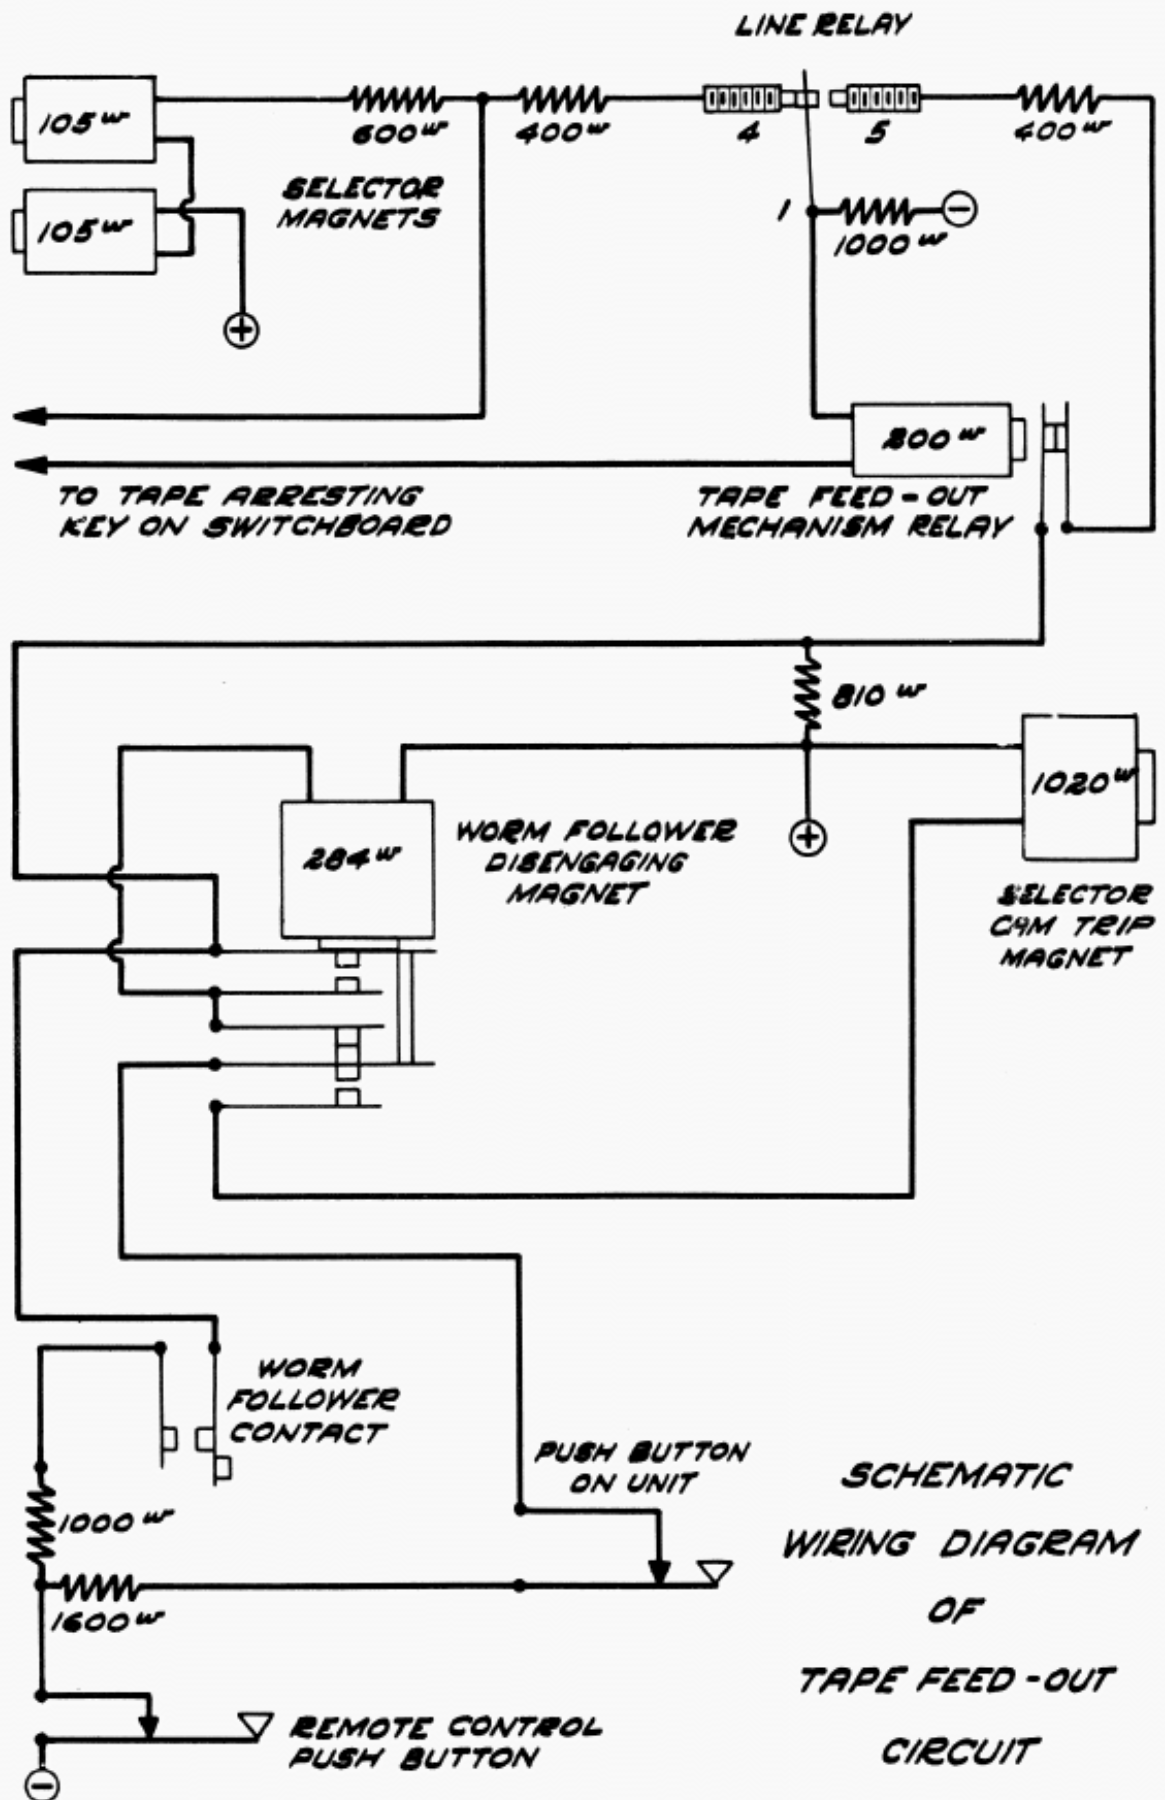 LINE RELAY
105 w
600 w
400 w
4
5
400 w
SELECTOR
MAGNETS
105 w
1
1000 w
−
+
200 w
TO TAPE ARRESTING
KEY ON SWITCHBOARD
TAPE FEED-OUT
MECHANISM RELAY
810 w
1020 w
+
284 w
WORM FOLLOWER
DISENGAGING
MAGNET
SELECTOR
CAM TRIP
MAGNET
WORM
FOLLOWER
CONTACT
PUSH BUTTON
ON UNIT
1000 w
1600 w
REMOTE CONTROL
PUSH BUTTON
−
SCHEMATIC
WIRING DIAGRAM
OF
TAPE FEED-OUT
CIRCUIT